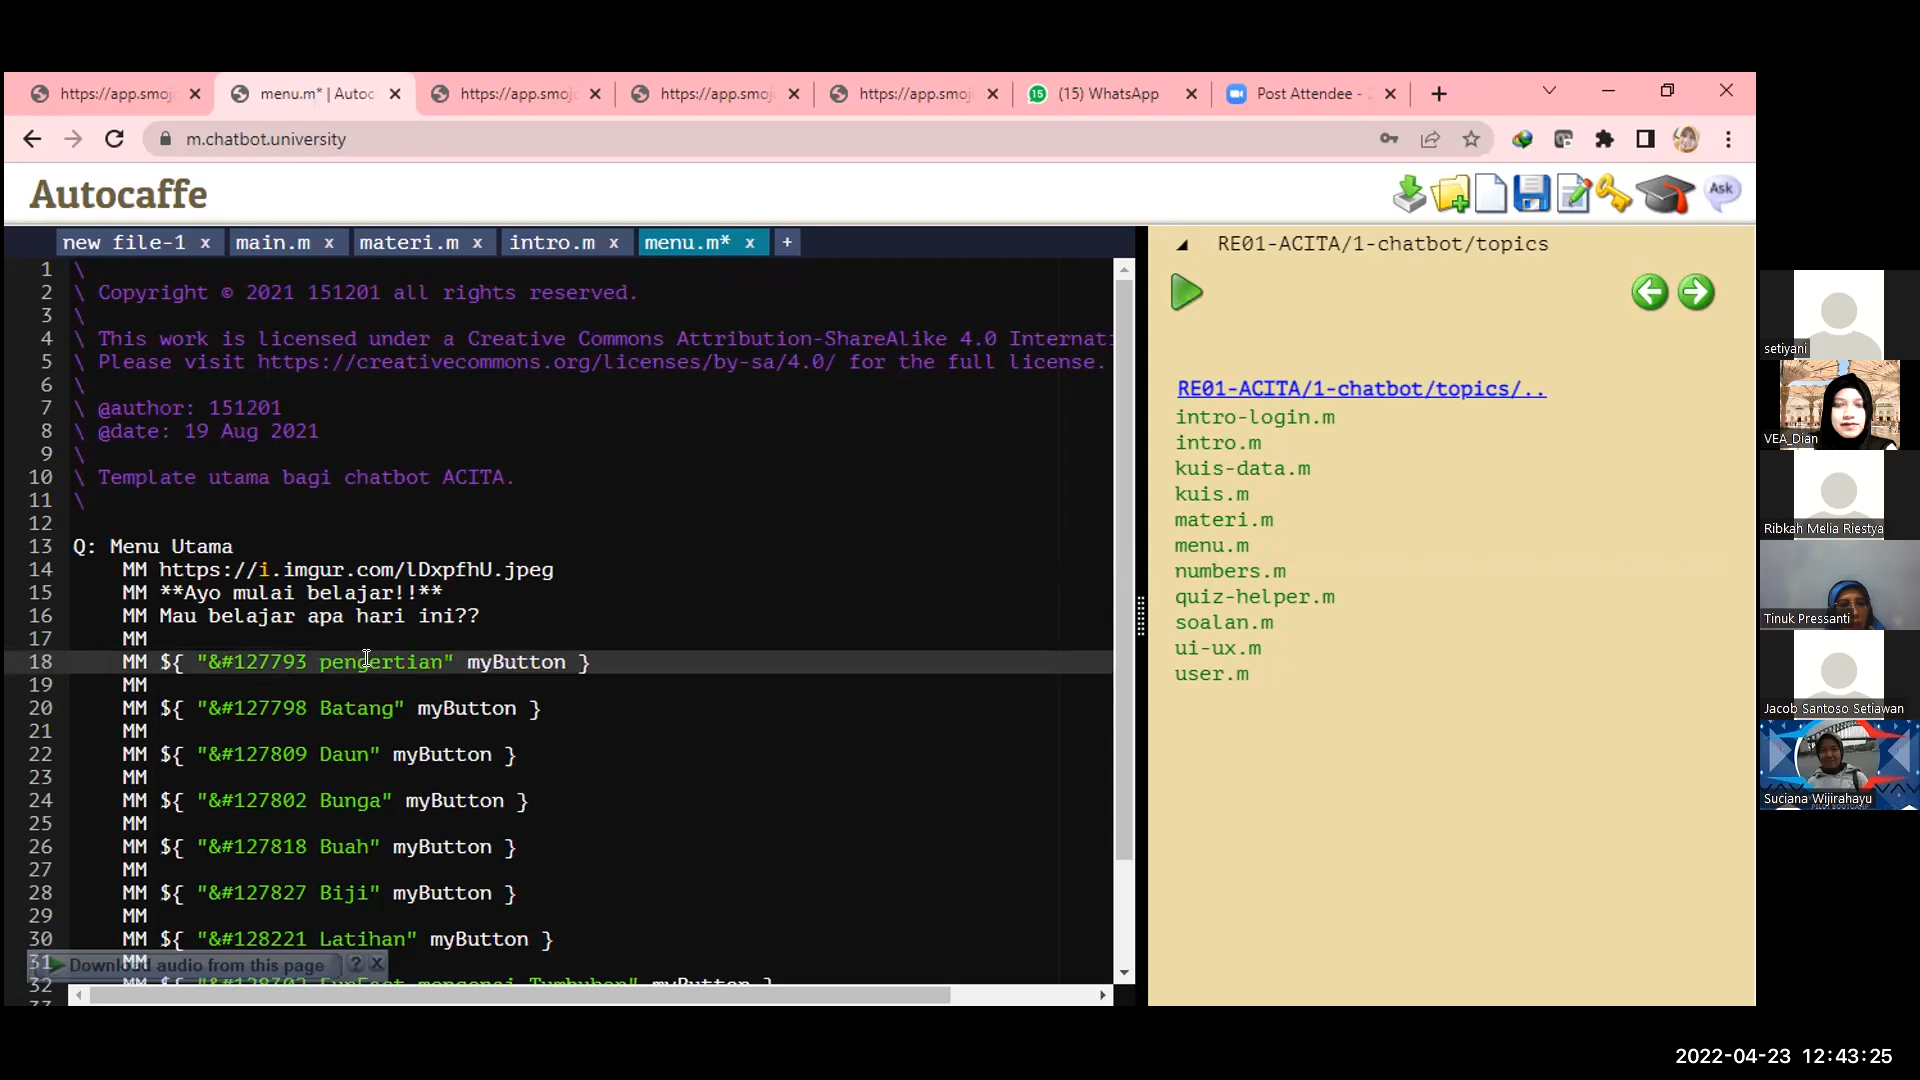 https://app.smoj
menu.m* | Autoc
https://app.smoj
https://app.smoj
https://app.smoj
15
(15) WhatsApp
Post Attendee -
m.chatbot.university
Autocaffe
Ask
new file-1 x
main.m x
materi.m x
intro.m x
menu.m* x
+
RE01-ACITA/1-chatbot/topics
1 \
2 \ Copyright © 2021 151201 all rights reserved.
3 \
4 \ This work is licensed under a Creative Commons Attribution-ShareAlike 4.0 Internati
5 \ Please visit https://creativecommons.org/licenses/by-sa/4.0/ for the full license.
6 \
7 \ @author: 151201
8 \ @date: 19 Aug 2021
9 \
10 \ Template utama bagi chatbot ACITA.
11 \
12
13 Q: Menu Utama
14 MM https://i.imgur.com/lDxpfhU.jpeg
15 MM **Ayo mulai belajar!!**
16 MM Mau belajar apa hari ini??
17 MM
18 MM ${ "&#127793 pengertian" myButton }
19 MM
20 MM ${ "&#127798 Batang" myButton }
21 MM
22 MM ${ "&#127809 Daun" myButton }
23 MM
24 MM ${ "&#127802 Bunga" myButton }
25 MM
26 MM ${ "&#127818 Buah" myButton }
27 MM
28 MM ${ "&#127827 Biji" myButton }
29 MM
30 MM ${ "&#128221 Latihan" myButton }
31 MM
Download audio from this page ? X
32 MM myButton }
RE01-ACITA/1-chatbot/topics/..
intro-login.m
intro.m
kuis-data.m
kuis.m
materi.m
menu.m
numbers.m
quiz-helper.m
soalan.m
ui-ux.m
user.m
setiyani
VEA_Dian
Ribkah Melia Riestya
Tinuk Pressanti
Jacob Santoso Setiawan
Suciana Wijirahayu
2022-04-23 12:43:25